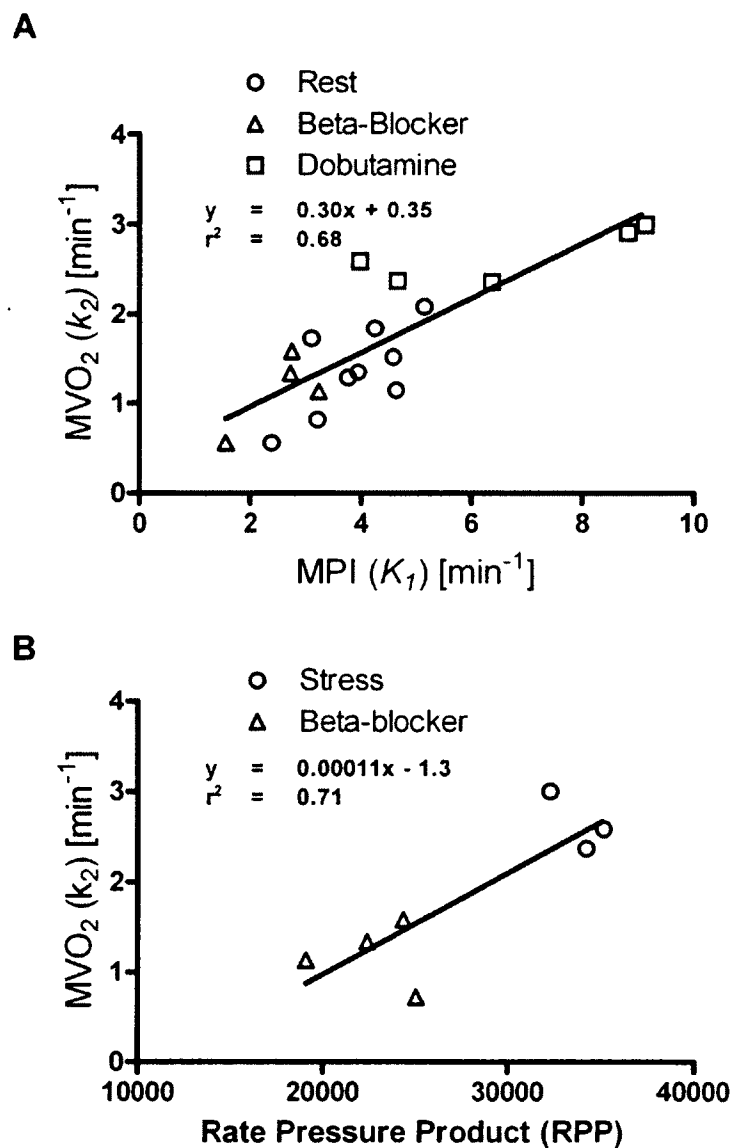 A
Rest
Beta-Blocker
Dobutamine
y = 0.30x + 0.35
r² = 0.68
4
3
2
1
0
MVO₂ (k₂) [min⁻¹]
0 2 4 6 8 10
MPI (K₁) [min⁻¹]
B
Stress
Beta-blocker
y = 0.00011x - 1.3
r² = 0.71
4
3
2
1
0
MVO₂ (k₂) [min⁻¹]
10000 20000 30000 40000
Rate Pressure Product (RPP)